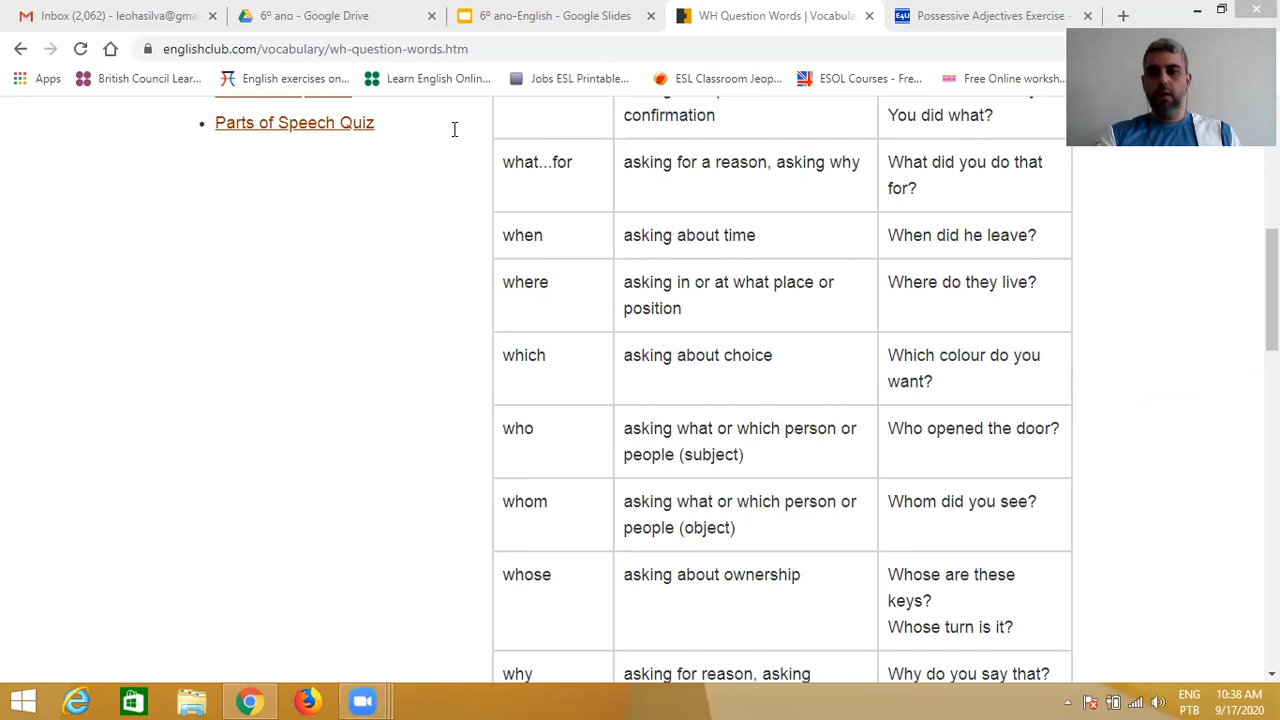 Inbox (2,062) - leohasilva@gma
6º ano - Google Drive
6º ano-English - Google Slides
WH Question Words | Vocabula
E4U
Possessive Adjectives Exercise -
englishclub.com/vocabulary/wh-question-words.htm
Apps
British Council Lear...
English exercises on...
Learn English Onlin...
Jobs ESL Printable...
ESL Classroom Jeop...
ESOL Courses - Fre...
Free Online worksh...
Parts of Speech Quiz
confirmation
You did what?
what...for
asking for a reason, asking why
What did you do that
for?
when
asking about time
When did he leave?
where
asking in or at what place or
position
Where do they live?
which
asking about choice
Which colour do you
want?
who
asking what or which person or
people (subject)
Who opened the door?
whom
asking what or which person or
people (object)
Whom did you see?
whose
asking about ownership
Whose are these
keys?
Whose turn is it?
why
asking for reason, asking
Why do you say that?
ENG
PTB
10:38 AM
9/17/2020